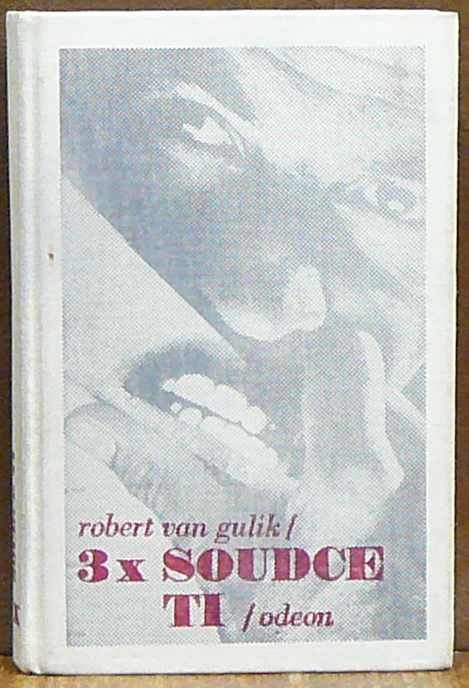 robert van gulik /
3 x SOUDCE
TI / odeon